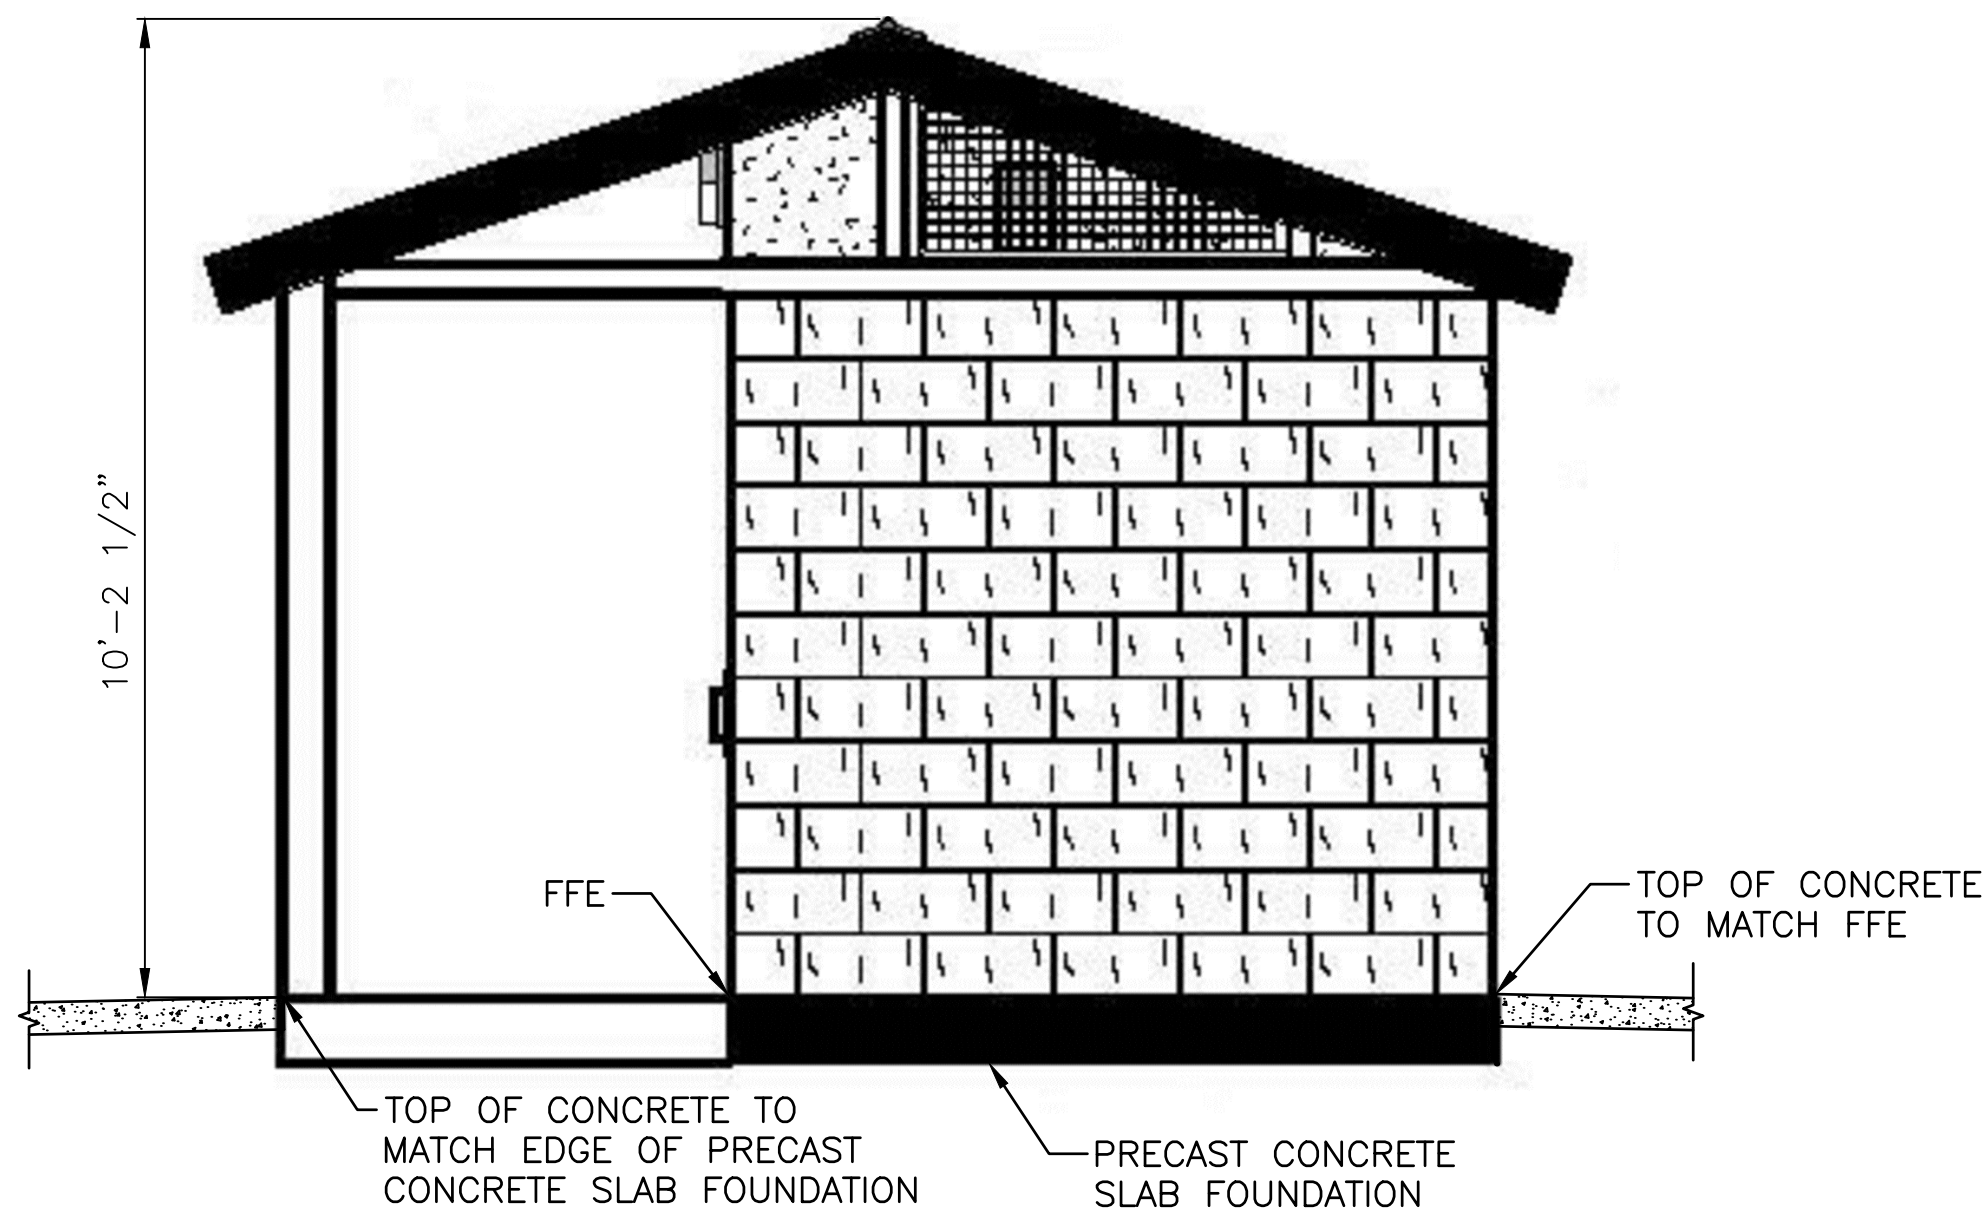 10'-2 1/2"
FFE
TOP OF CONCRETE
TO MATCH FFE
TOP OF CONCRETE TO
MATCH EDGE OF PRECAST
CONCRETE SLAB FOUNDATION
PRECAST CONCRETE
SLAB FOUNDATION